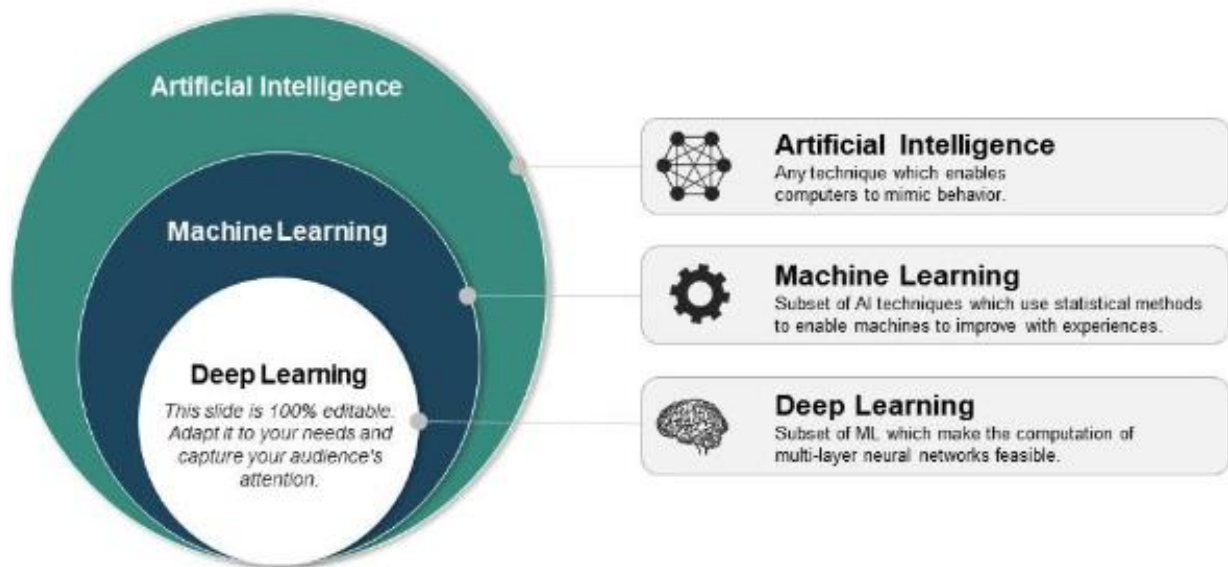 Artificial Intelligence
Machine Learning
Deep Learning
This slide is 100% editable.
Adapt it to your needs and
capture your audience's
attention.
Artificial Intelligence
Any technique which enables
computers to mimic behavior.
Machine Learning
Subset of AI techniques which use statistical methods
to enable machines to improve with experiences.
Deep Learning
Subset of ML which make the computation of
multi-layer neural networks feasible.